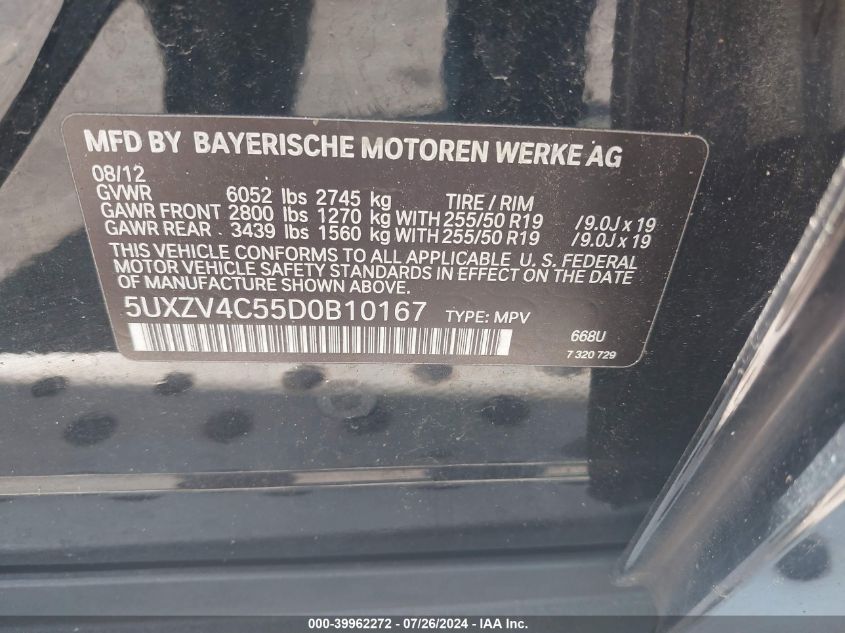 MFD BY BAYERISCHE MOTOREN WERKE AG
08/12
GVWR 6052 lbs 2745 kg TIRE / RIM
GAWR FRONT 2800 lbs 1270 kg WITH 255/50 R19 /9.0J x 19
GAWR REAR 3439 lbs 1560 kg WITH 255/50 R19 /9.0J x 19
THIS VEHICLE CONFORMS TO ALL APPLICABLE U. S. FEDERAL
MOTOR VEHICLE SAFETY STANDARDS IN EFFECT ON THE DATE
OF MANUFACTURE SHOWN ABOVE.
5UXZV4C55D0B10167 TYPE: MPV
668U
7 320 729
000-39962272 - 07/26/2024 - IAA Inc.